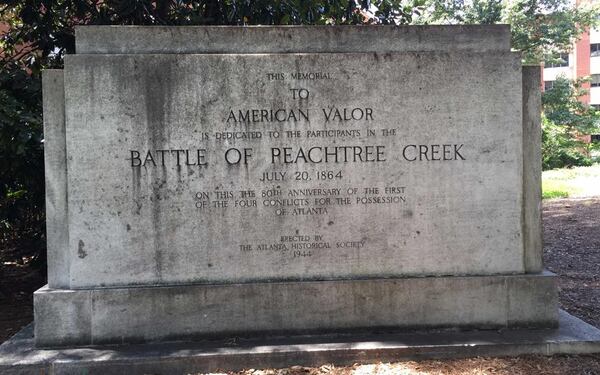 THIS MEMORIAL
TO
AMERICAN VALOR
IS DEDICATED TO THE PARTICIPANTS IN THE
BATTLE OF PEACHTREE CREEK
JULY 20, 1864
ON THIS THE 80TH ANNIVERSARY OF THE FIRST
OF THE FOUR CONFLICTS FOR THE POSSESSION
OF ATLANTA
ERECTED BY
THE ATLANTA HISTORICAL SOCIETY
1944